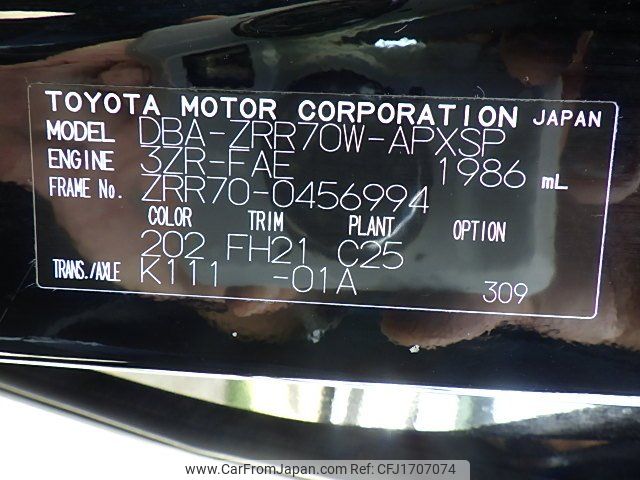 TOYOTA MOTOR CORPORATION JAPAN
MODEL DBA-ZRR70W-APXSP
ENGINE 3ZR-FAE 1986 mL
FRAME No. ZRR70-0456994
COLOR TRIM PLANT OPTION
202 FH21 C25
TRANS./AXLE K111 -01A
309
www.CarFromJapan.com | CFJ1707074